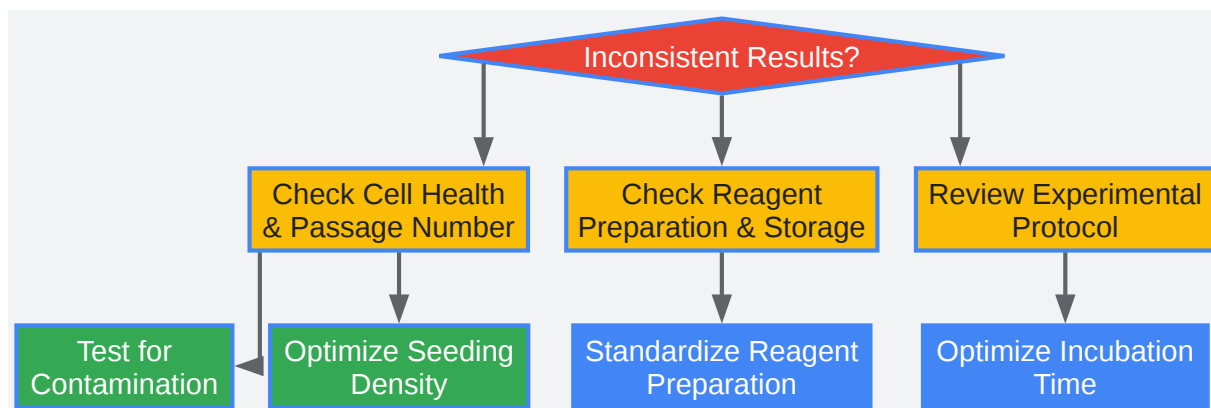 Inconsistent Results?
Check Cell Health
& Passage Number
Check Reagent
Preparation & Storage
Review Experimental
Protocol
Test for
Contamination
Optimize Seeding
Density
Standardize Reagent
Preparation
Optimize Incubation
Time